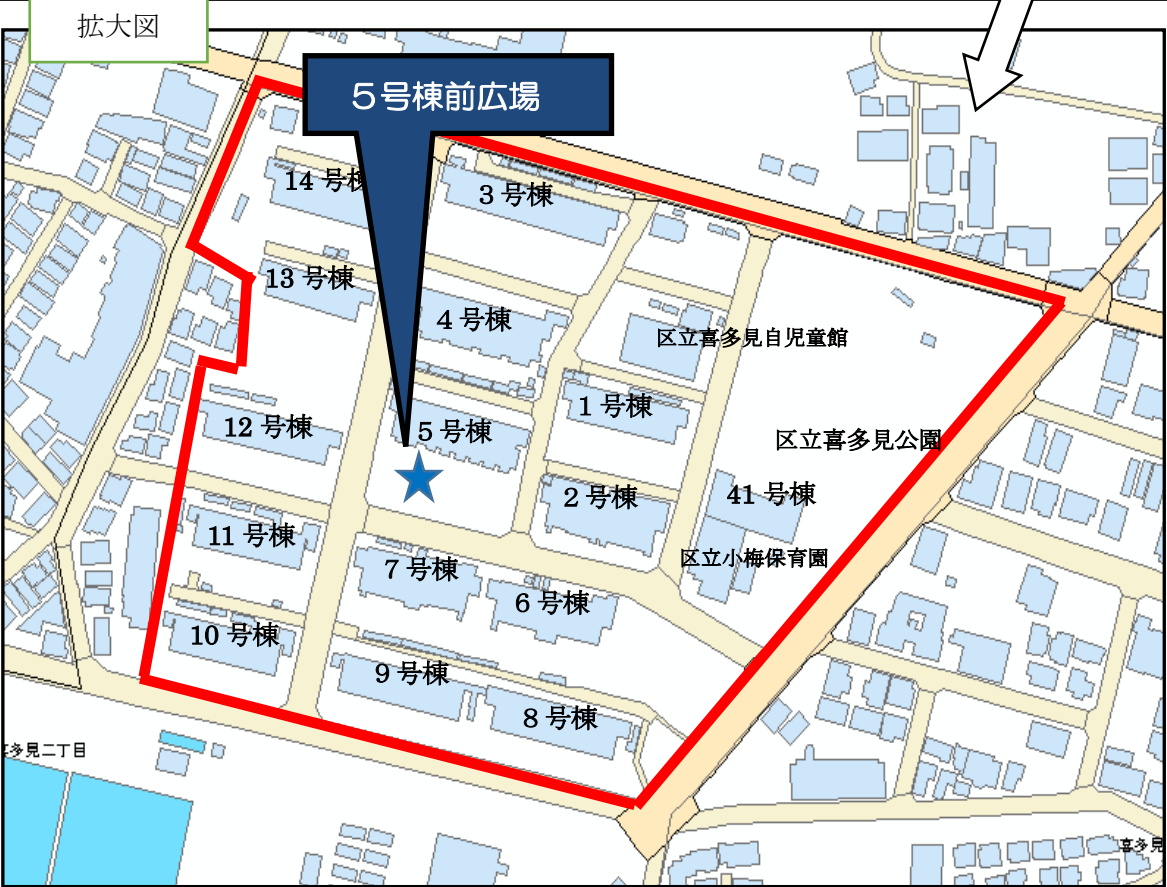 拡大図
５号棟前広場
14 号棟
3 号棟
13 号棟
4 号棟
区立喜多見自児童館
1 号棟
12 号棟
5 号棟
区立喜多見公園
2 号棟
41 号棟
11 号棟
7 号棟
区立小梅保育園
6 号棟
10 号棟
9 号棟
8 号棟
多見二丁目
喜多見